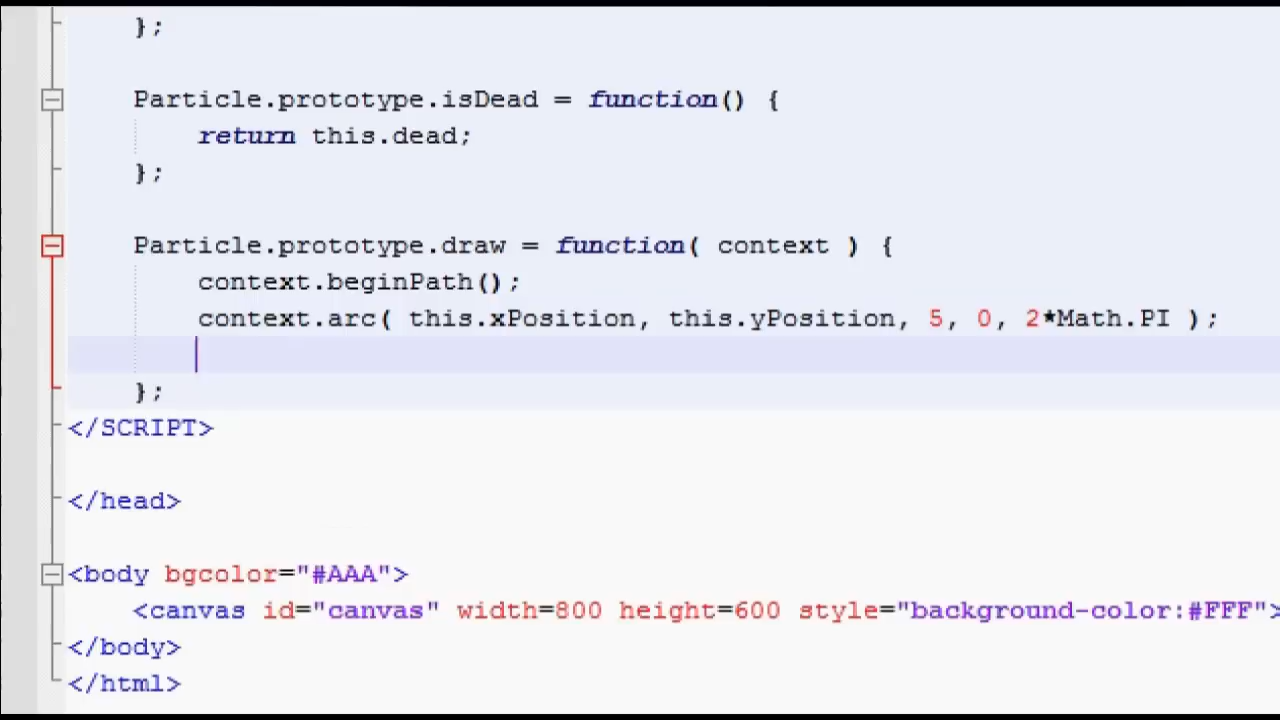 };
Particle.prototype.isDead = function() {
return this.dead;
};
Particle.prototype.draw = function( context ) {
context.beginPath();
context.arc( this.xPosition, this.yPosition, 5, 0, 2*Math.PI );
};
</SCRIPT>
</head>
<body bgcolor="#AAA">
<canvas id="canvas" width=800 height=600 style="background-color:#FFF">
</body>
</html>